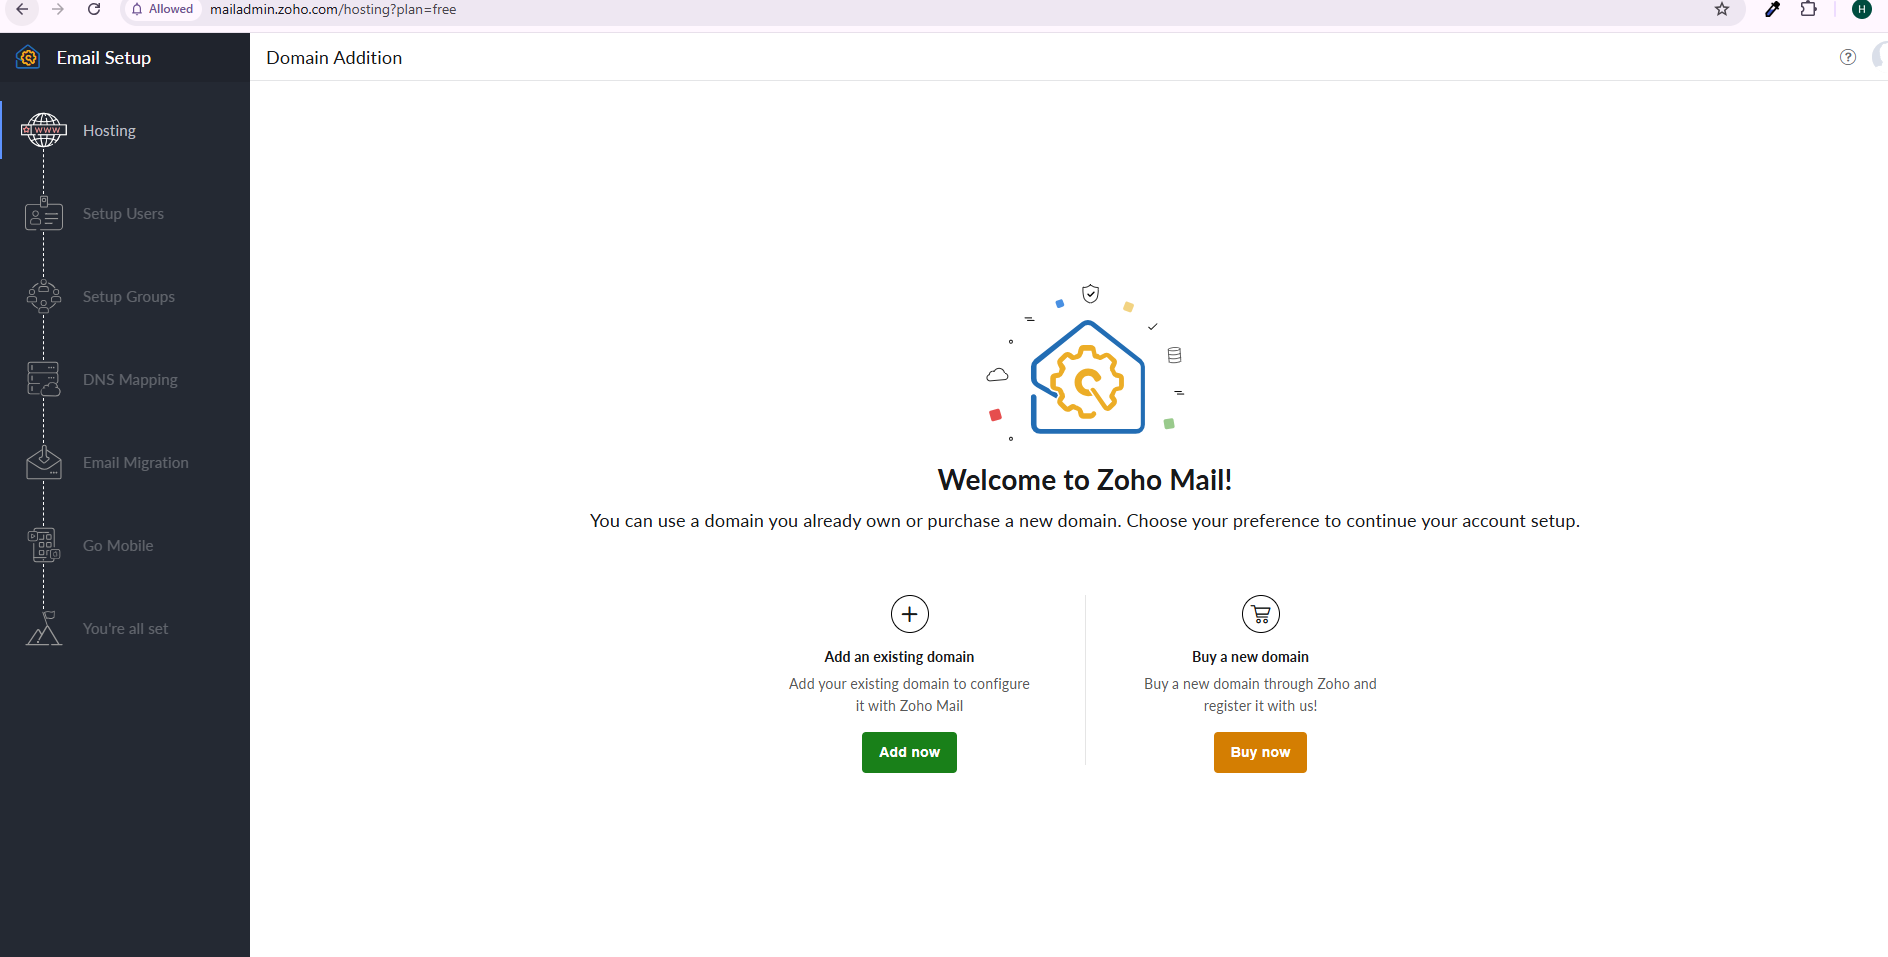 Allowed
mailadmin.zoho.com/hosting?plan=free
H
Email Setup
Domain Addition
?
WWW
Hosting
Setup Users
Setup Groups
DNS Mapping
Email Migration
Go Mobile
You're all set
Welcome to Zoho Mail!
You can use a domain you already own or purchase a new domain. Choose your preference to continue your account setup.
Add an existing domain
Add your existing domain to configure
it with Zoho Mail
Add now
Buy a new domain
Buy a new domain through Zoho and
register it with us!
Buy now